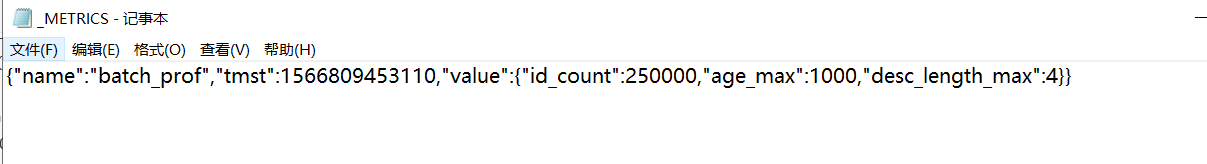 _METRICS - 记事本
文件(F) 编辑(E) 格式(O) 查看(V) 帮助(H)
{"name":"batch_prof","tmst":1566809453110,"value":{"id_count":250000,"age_max":1000,"desc_length_max":4}}